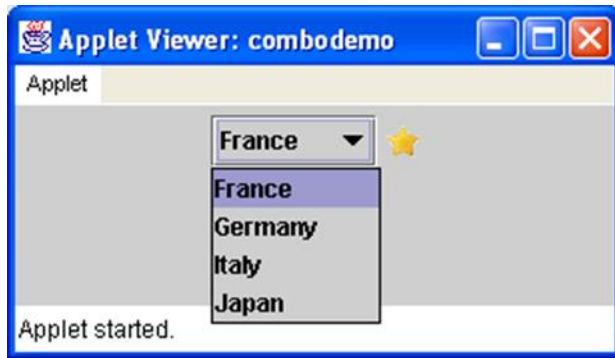 Applet Viewer: combodemo
Applet
France
France
Germany
Italy
Japan
Applet started.